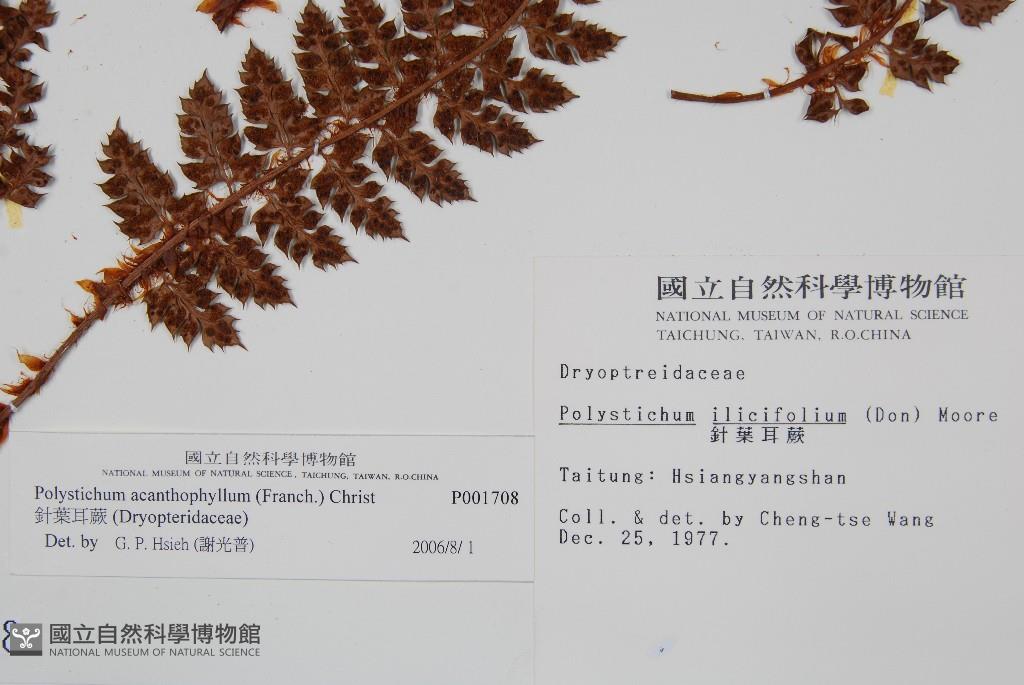 國立自然科學博物館
NATIONAL MUSEUM OF NATURAL SCIENCE
TAICHUNG, TAIWAN, R.O.CHINA
Dryoptreidaceae
Polystichum ilicifolium (Don) Moore
針葉耳蕨
Taitung: Hsiangyangshan
Coll. & det. by Cheng-tse Wang
Dec. 25, 1977.
國立自然科學博物館
NATIONAL MUSEUM OF NATURAL SCIENCE, TAICHUNG, TAIWAN, R.O.CHINA
Polystichum acanthophyllum (Franch.) Christ P001708
針葉耳蕨 (Dryopteridaceae)
Det. by G. P. Hsieh (謝光普) 2006/8/1
國立自然科學博物館
NATIONAL MUSEUM OF NATURAL SCIENCE